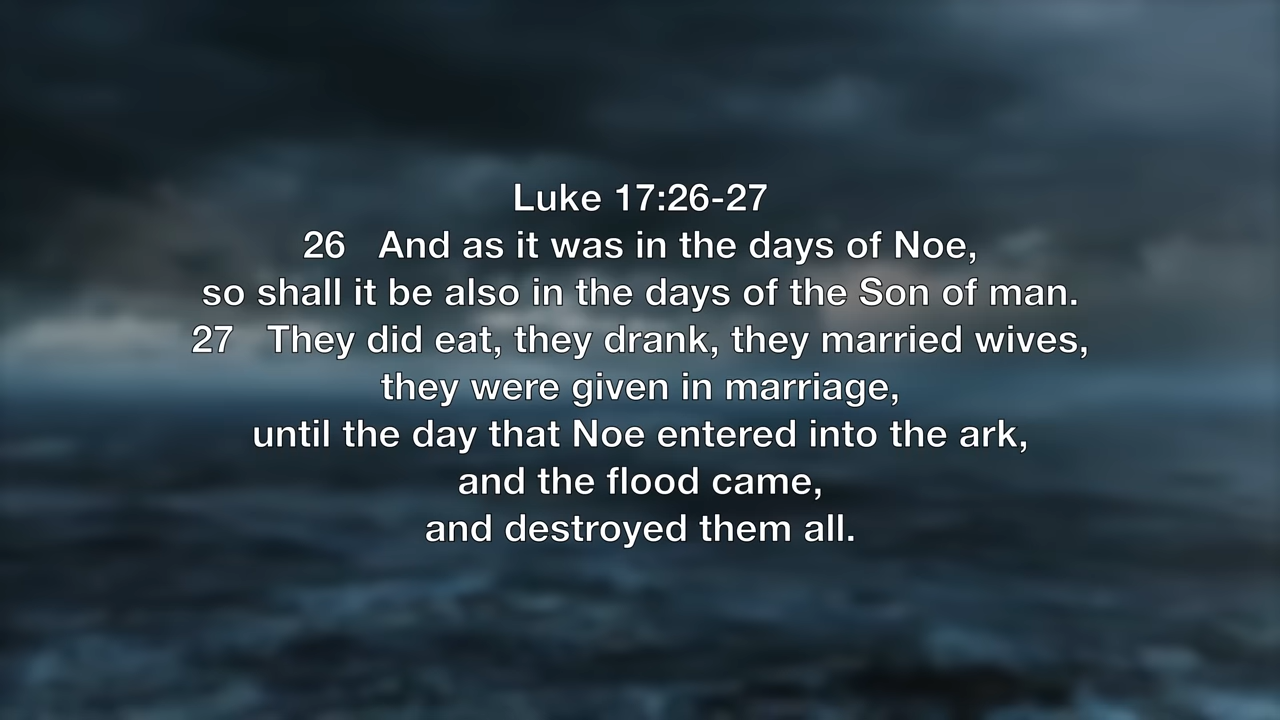 Luke 17:26-27
26 And as it was in the days of Noe,
so shall it be also in the days of the Son of man.
27 They did eat, they drank, they married wives,
they were given in marriage,
until the day that Noe entered into the ark,
and the flood came,
and destroyed them all.